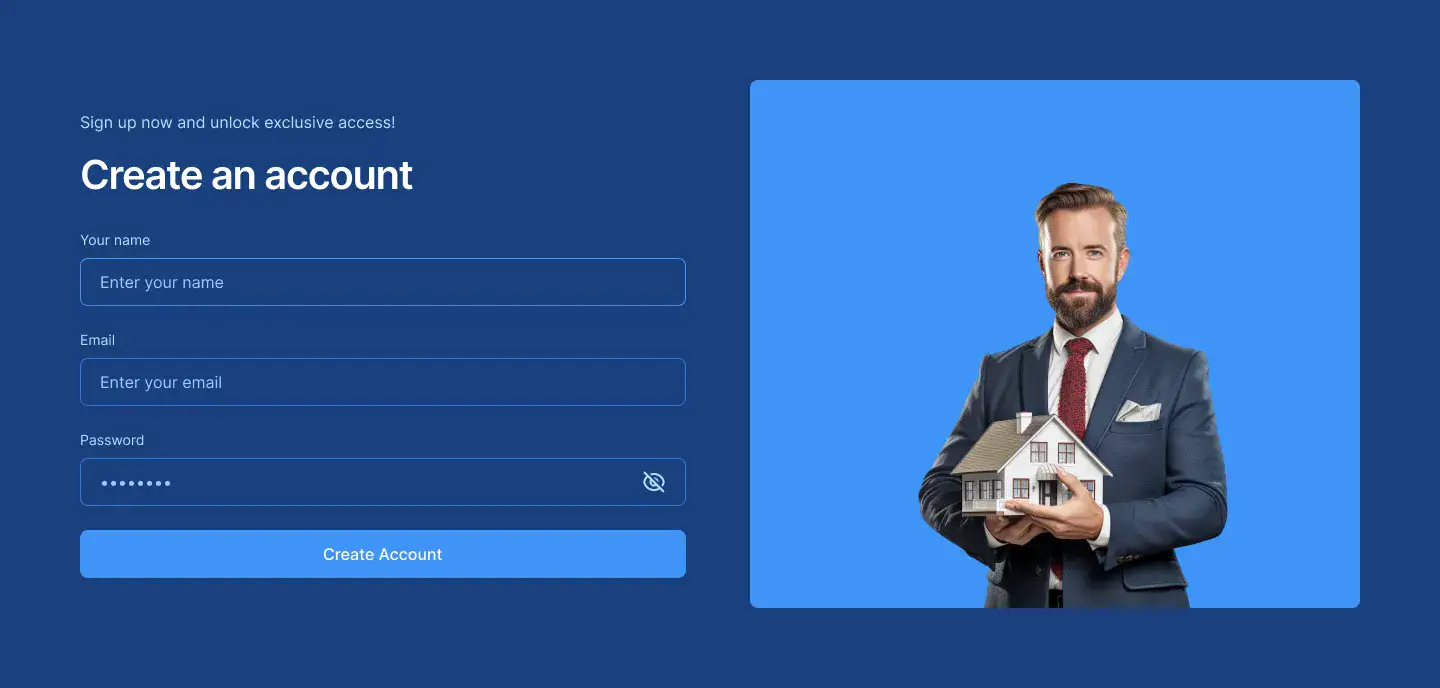 Sign up now and unlock exclusive access!
Create an account
Your name
Enter your name
Email
Enter your email
Password
••••••••
Create Account